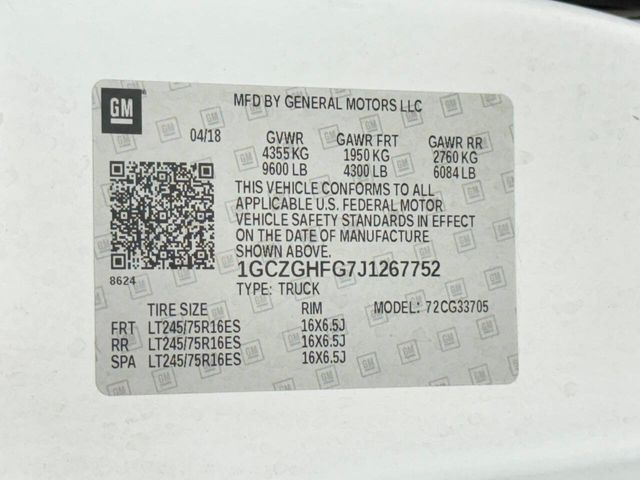 GM
MFD BY GENERAL MOTORS LLC
04/18 GVWR GAWR FRT GAWR RR
4355 KG 1950 KG 2760 KG
9600 LB 4300 LB 6084 LB
THIS VEHICLE CONFORMS TO ALL
APPLICABLE U.S. FEDERAL MOTOR
VEHICLE SAFETY STANDARDS IN EFFECT
ON THE DATE OF MANUFACTURE
SHOWN ABOVE.
1GCZGHFG7J1267752
8624
TYPE: TRUCK
TIRE SIZE RIM MODEL: 72CG33705
FRT LT245/75R16ES 16X6.5J
RR LT245/75R16ES 16X6.5J
SPA LT245/75R16ES 16X6.5J